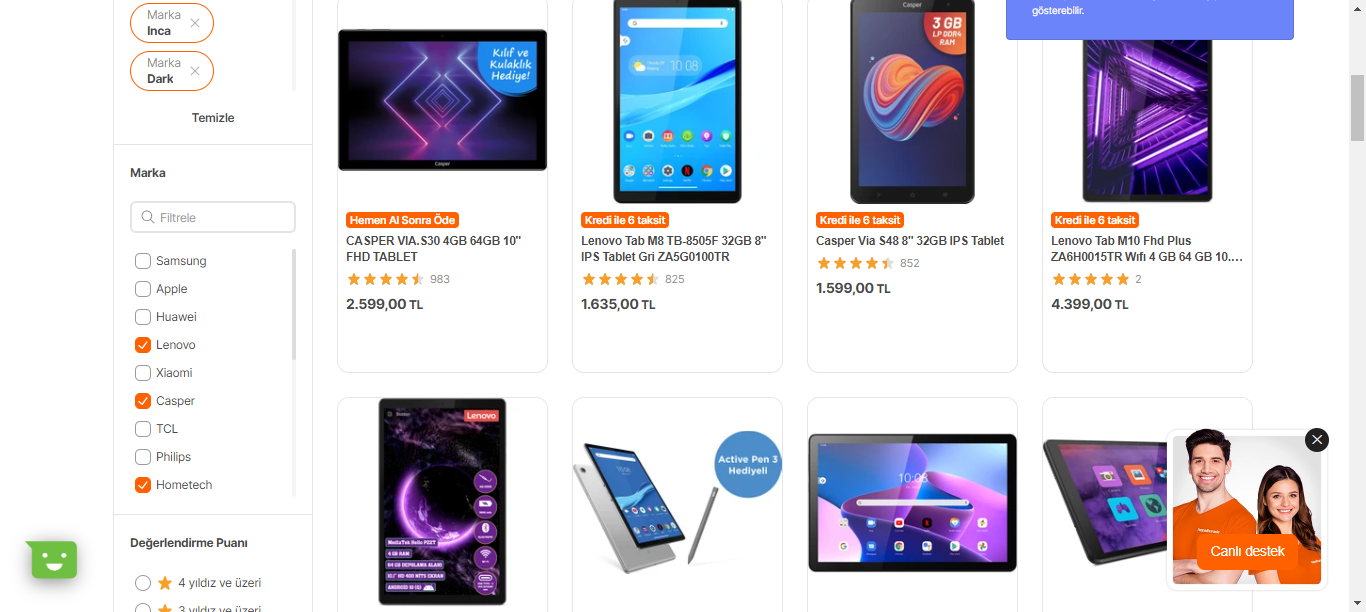 Marka
Inca
Marka
Dark
Temizle
Marka
Filtrele
Samsung
Apple
Huawei
Lenovo
Xiaomi
Casper
TCL
Philips
Hometech
Değerlendirme Puanı
4 yıldız ve üzeri
3 yıldız ve üzeri
gösterebilir.
Kılıf ve
Kulaklık
Hediye!
Casper
Hemen Al Sonra Öde
CASPER VIA.S30 4GB 64GB 10"
FHD TABLET
983
2.599,00 TL
10:08
Kredi ile 6 taksit
Lenovo Tab M8 TB-8505F 32GB 8"
IPS Tablet Gri ZA5G0100TR
825
1.635,00 TL
Casper
3 GB
LP DDR4
RAM
Kredi ile 6 taksit
Casper Via S48 8" 32GB IPS Tablet
852
1.599,00 TL
Kredi ile 6 taksit
Lenovo Tab M10 Fhd Plus
ZA6H0015TR Wıfı 4 GB 64 GB 10....
2
4.399,00 TL
Lenovo
MediaTek Helio P22T
4 GB RAM
64 GB DEPOLAMA ALANI
10.1" HD 400 NITS EKRAN
ANDROID 10 (Q)
Active Pen 3
Hediyeli
10:08
Canlı destek